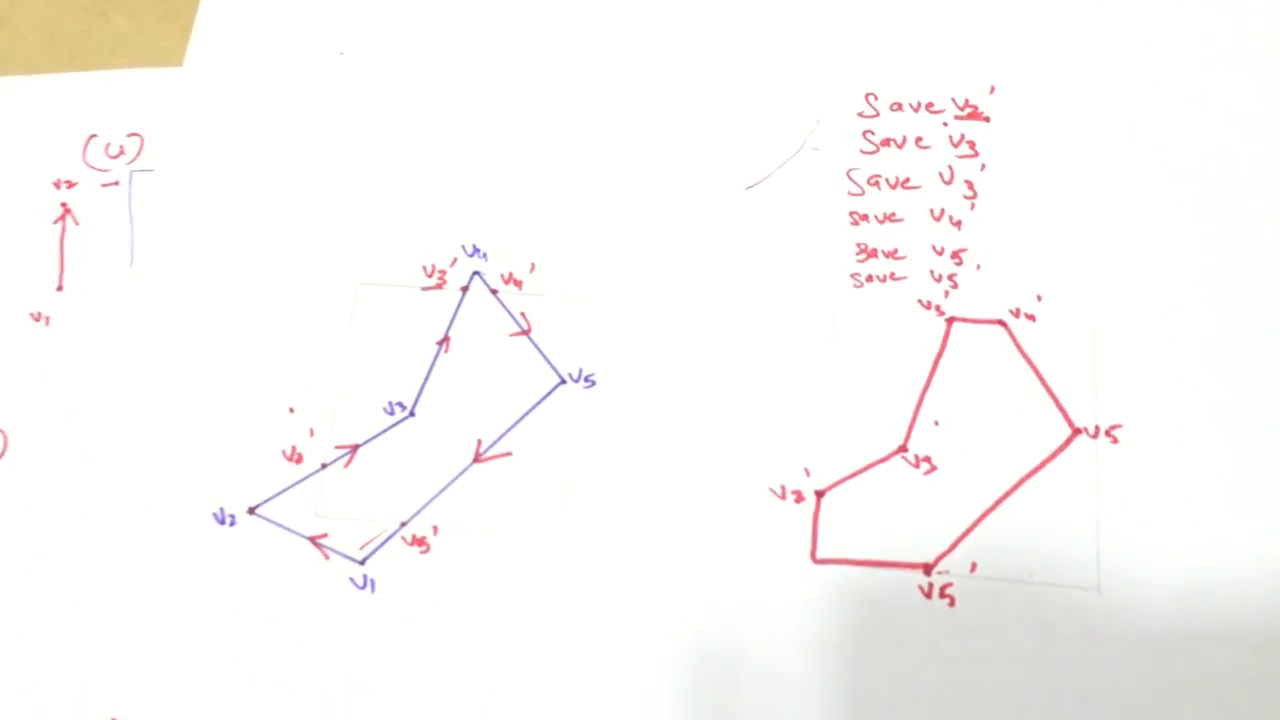 (u)
v2
v1
Save v2'
Save v3
Save v3'
save v4'
save v5
save v5'
v4
v3'
v4'
v5
v3
v2'
v2
v5'
v1
v3'
v4'
v5
v3
v2'
v5'